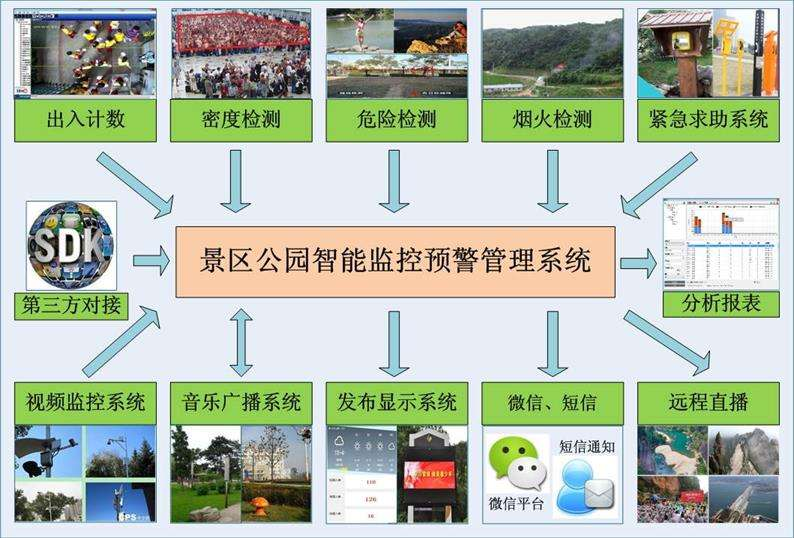 出入计数
密度检测
危险检测
烟火检测
紧急求助系统
SDK
第三方对接
景区公园智能监控预警管理系统
分析报表
视频监控系统
音乐广播系统
发布显示系统
微信、短信
远程直播
短信通知
微信平台
110
126
16